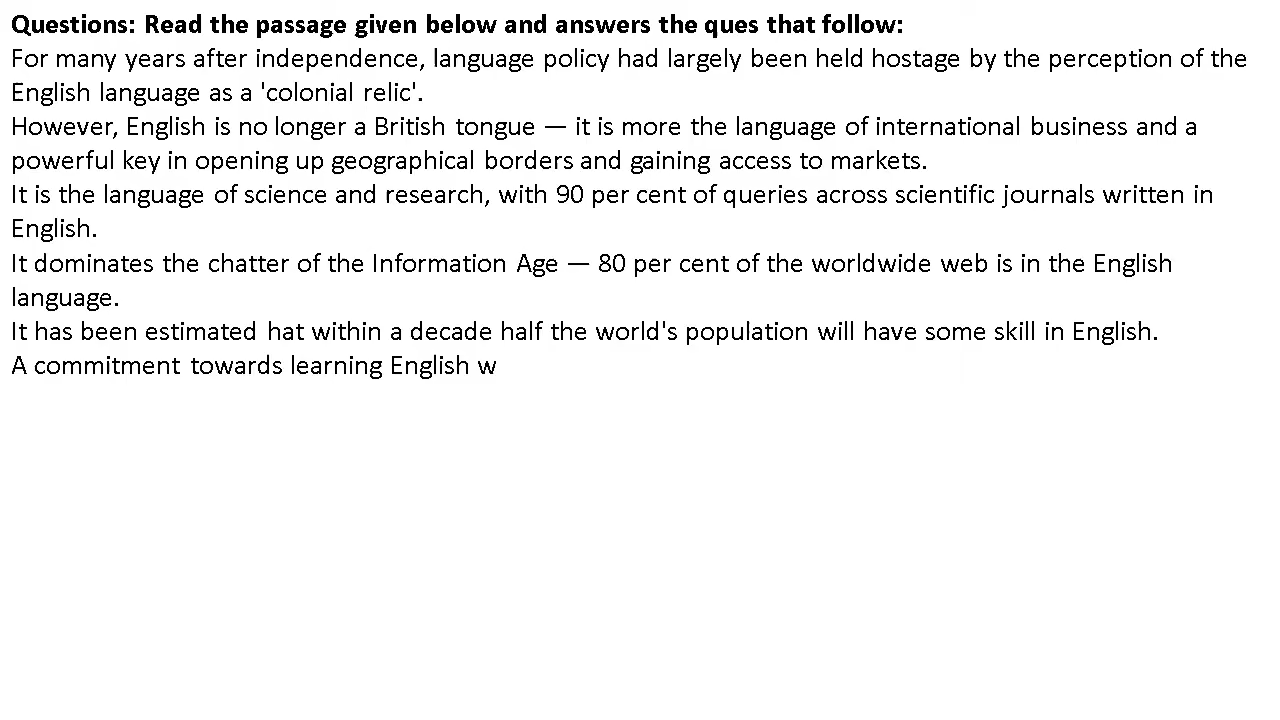 Questions: Read the passage given below and answers the ques that follow:
For many years after independence, language policy had largely been held hostage by the perception of the
English language as a 'colonial relic'.
However, English is no longer a British tongue — it is more the language of international business and a
powerful key in opening up geographical borders and gaining access to markets.
It is the language of science and research, with 90 per cent of queries across scientific journals written in
English.
It dominates the chatter of the Information Age — 80 per cent of the worldwide web is in the English
language.
It has been estimated hat within a decade half the world's population will have some skill in English.
A commitment towards learning English w